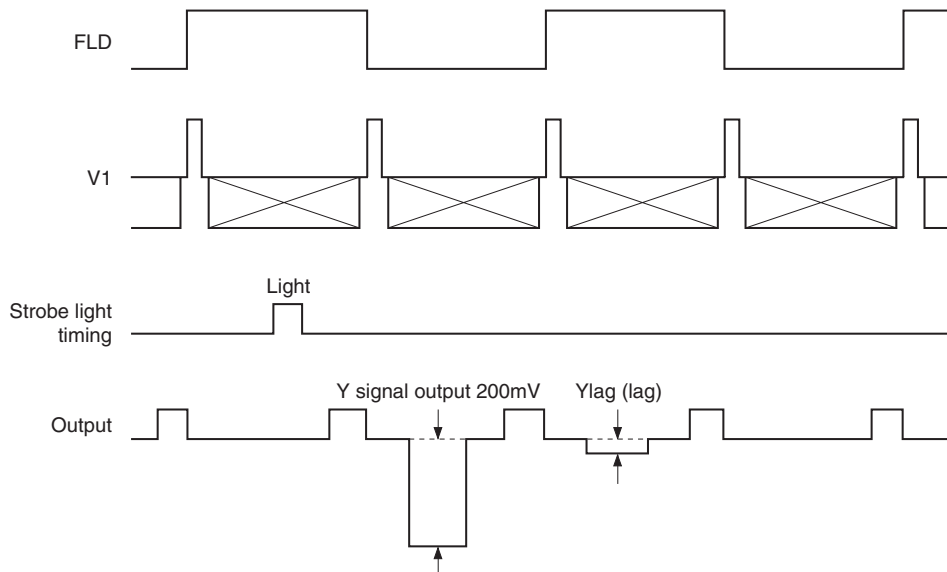 FLD
V1
Light
Strobe light
timing
Y signal output 200mV
Ylag (lag)
Output